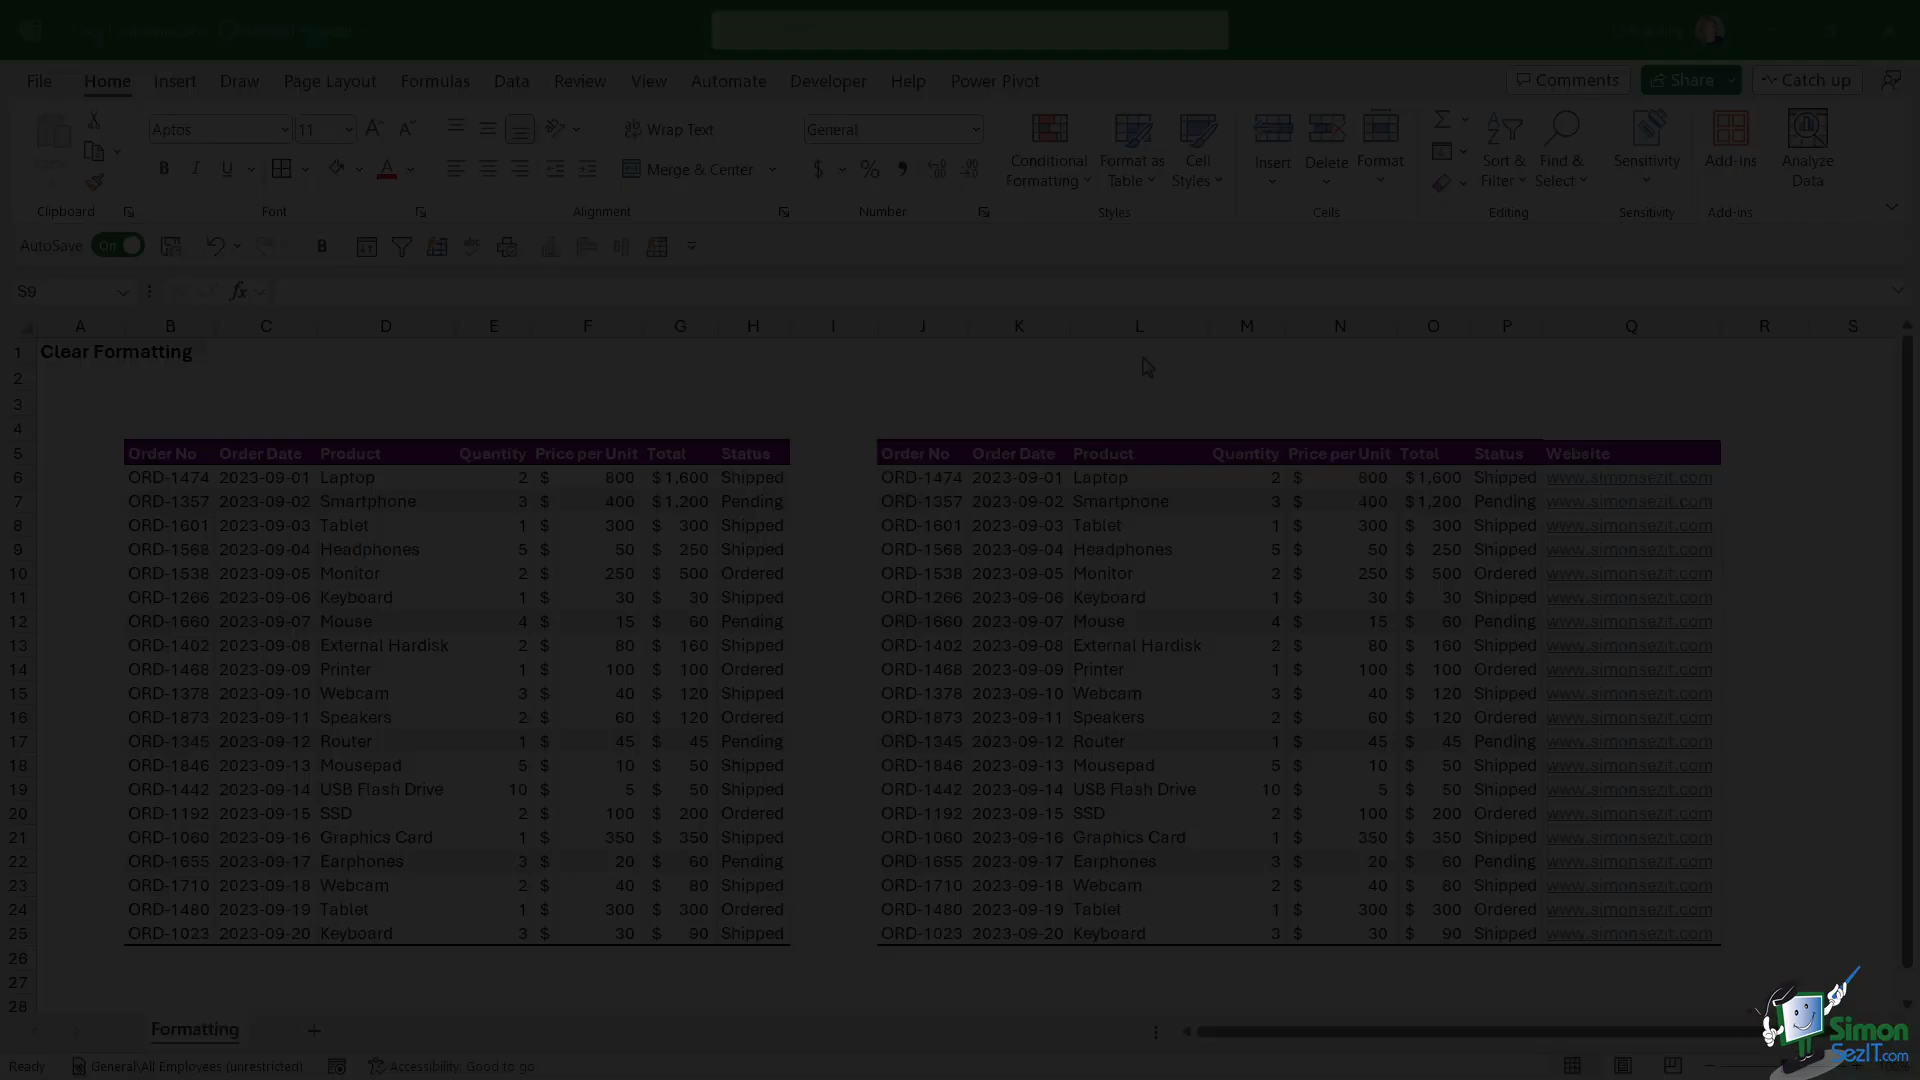 File Home Insert Draw Page Layout Formulas Data Review View Automate Developer Help Power Pivot Comments Share Catch up
Aptos 11 Wrap Text General
B I U Merge & Center $ %
Conditional Formatting Format as Table Cell Styles Insert Delete Format Sort & Filter Find & Select Sensitivity Add-ins Analyze Data
Clipboard Font Alignment Number Styles Cells Editing Sensitivity Add-ins
AutoSave On B
S9 fx
A B C D E F G H I J K L M N O P Q R S
1 Clear Formatting
2
3
4
5 Order No Order Date Product Quantity Price per Unit Total Status Order No Order Date Product Quantity Price per Unit Total Status Website
6 ORD-1474 2023-09-01 Laptop 2 $ 800 $1,600 Shipped ORD-1474 2023-09-01 Laptop 2 $ 800 $1,600 Shipped www.simonsezit.com
7 ORD-1357 2023-09-02 Smartphone 3 $ 400 $1,200 Pending ORD-1357 2023-09-02 Smartphone 3 $ 400 $1,200 Pending www.simonsezit.com
8 ORD-1601 2023-09-03 Tablet 1 $ 300 $ 300 Shipped ORD-1601 2023-09-03 Tablet 1 $ 300 $ 300 Shipped www.simonsezit.com
9 ORD-1568 2023-09-04 Headphones 5 $ 50 $ 250 Shipped ORD-1568 2023-09-04 Headphones 5 $ 50 $ 250 Shipped www.simonsezit.com
10 ORD-1538 2023-09-05 Monitor 2 $ 250 $ 500 Ordered ORD-1538 2023-09-05 Monitor 2 $ 250 $ 500 Ordered www.simonsezit.com
11 ORD-1266 2023-09-06 Keyboard 1 $ 30 $ 30 Shipped ORD-1266 2023-09-06 Keyboard 1 $ 30 $ 30 Shipped www.simonsezit.com
12 ORD-1660 2023-09-07 Mouse 4 $ 15 $ 60 Pending ORD-1660 2023-09-07 Mouse 4 $ 15 $ 60 Pending www.simonsezit.com
13 ORD-1402 2023-09-08 External Hardisk 2 $ 80 $ 160 Shipped ORD-1402 2023-09-08 External Hardisk 2 $ 80 $ 160 Shipped www.simonsezit.com
14 ORD-1468 2023-09-09 Printer 1 $ 100 $ 100 Ordered ORD-1468 2023-09-09 Printer 1 $ 100 $ 100 Ordered www.simonsezit.com
15 ORD-1378 2023-09-10 Webcam 3 $ 40 $ 120 Shipped ORD-1378 2023-09-10 Webcam 3 $ 40 $ 120 Shipped www.simonsezit.com
16 ORD-1873 2023-09-11 Speakers 2 $ 60 $ 120 Ordered ORD-1873 2023-09-11 Speakers 2 $ 60 $ 120 Ordered www.simonsezit.com
17 ORD-1345 2023-09-12 Router 1 $ 45 $ 45 Pending ORD-1345 2023-09-12 Router 1 $ 45 $ 45 Pending www.simonsezit.com
18 ORD-1846 2023-09-13 Mousepad 5 $ 10 $ 50 Shipped ORD-1846 2023-09-13 Mousepad 5 $ 10 $ 50 Shipped www.simonsezit.com
19 ORD-1442 2023-09-14 USB Flash Drive 10 $ 5 $ 50 Shipped ORD-1442 2023-09-14 USB Flash Drive 10 $ 5 $ 50 Shipped www.simonsezit.com
20 ORD-1192 2023-09-15 SSD 2 $ 100 $ 200 Ordered ORD-1192 2023-09-15 SSD 2 $ 100 $ 200 Ordered www.simonsezit.com
21 ORD-1060 2023-09-16 Graphics Card 1 $ 350 $ 350 Shipped ORD-1060 2023-09-16 Graphics Card 1 $ 350 $ 350 Shipped www.simonsezit.com
22 ORD-1655 2023-09-17 Earphones 3 $ 20 $ 60 Pending ORD-1655 2023-09-17 Earphones 3 $ 20 $ 60 Pending www.simonsezit.com
23 ORD-1710 2023-09-18 Webcam 2 $ 40 $ 80 Shipped ORD-1710 2023-09-18 Webcam 2 $ 40 $ 80 Shipped www.simonsezit.com
24 ORD-1480 2023-09-19 Tablet 1 $ 300 $ 300 Ordered ORD-1480 2023-09-19 Tablet 1 $ 300 $ 300 Ordered www.simonsezit.com
25 ORD-1023 2023-09-20 Keyboard 3 $ 30 $ 90 Shipped ORD-1023 2023-09-20 Keyboard 3 $ 30 $ 90 Shipped www.simonsezit.com
26
27
28
Formatting
Simon
SezIT.com
Ready General\All Employees (unrestricted) Accessibility: Good to go